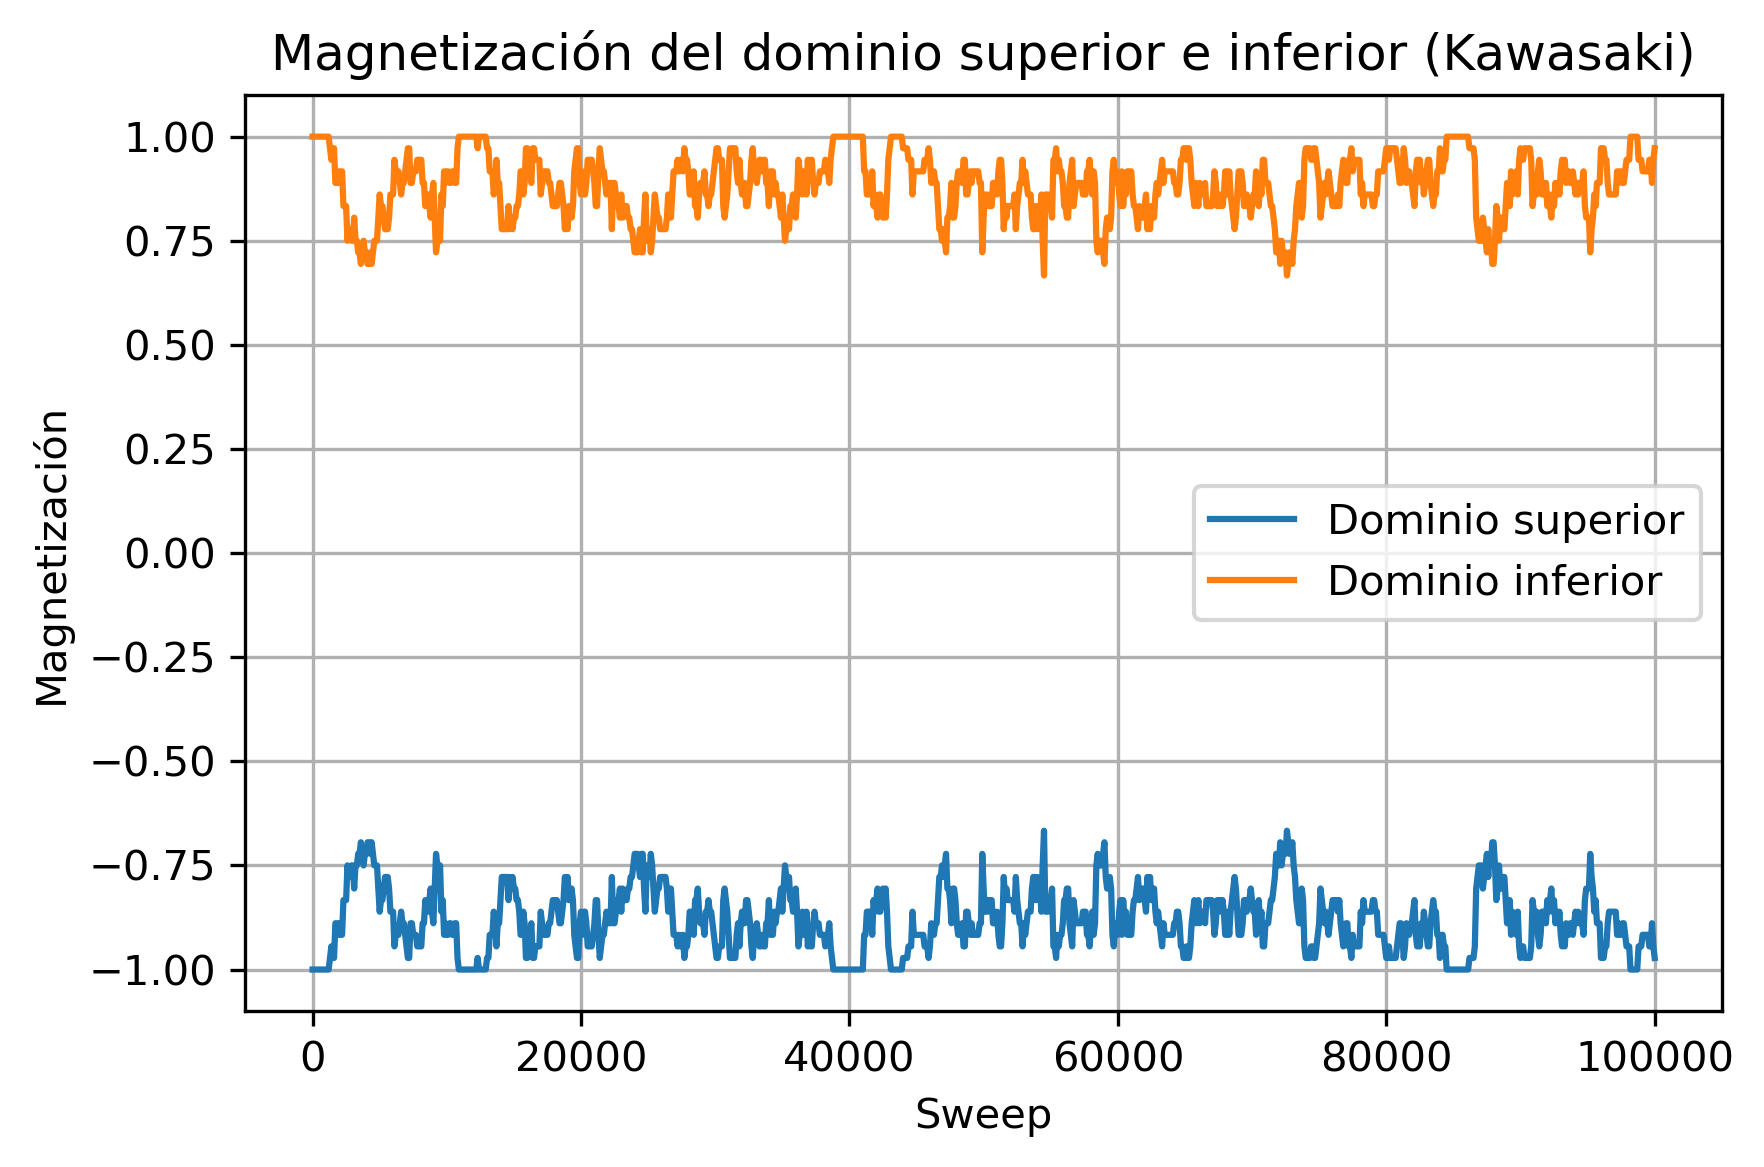 Magnetización del dominio superior e inferior (Kawasaki)
1.00
0.75
0.50
0.25
0.00
−0.25
−0.50
−0.75
−1.00
Magnetización
Dominio superior
Dominio inferior
0 20000 40000 60000 80000 100000
Sweep